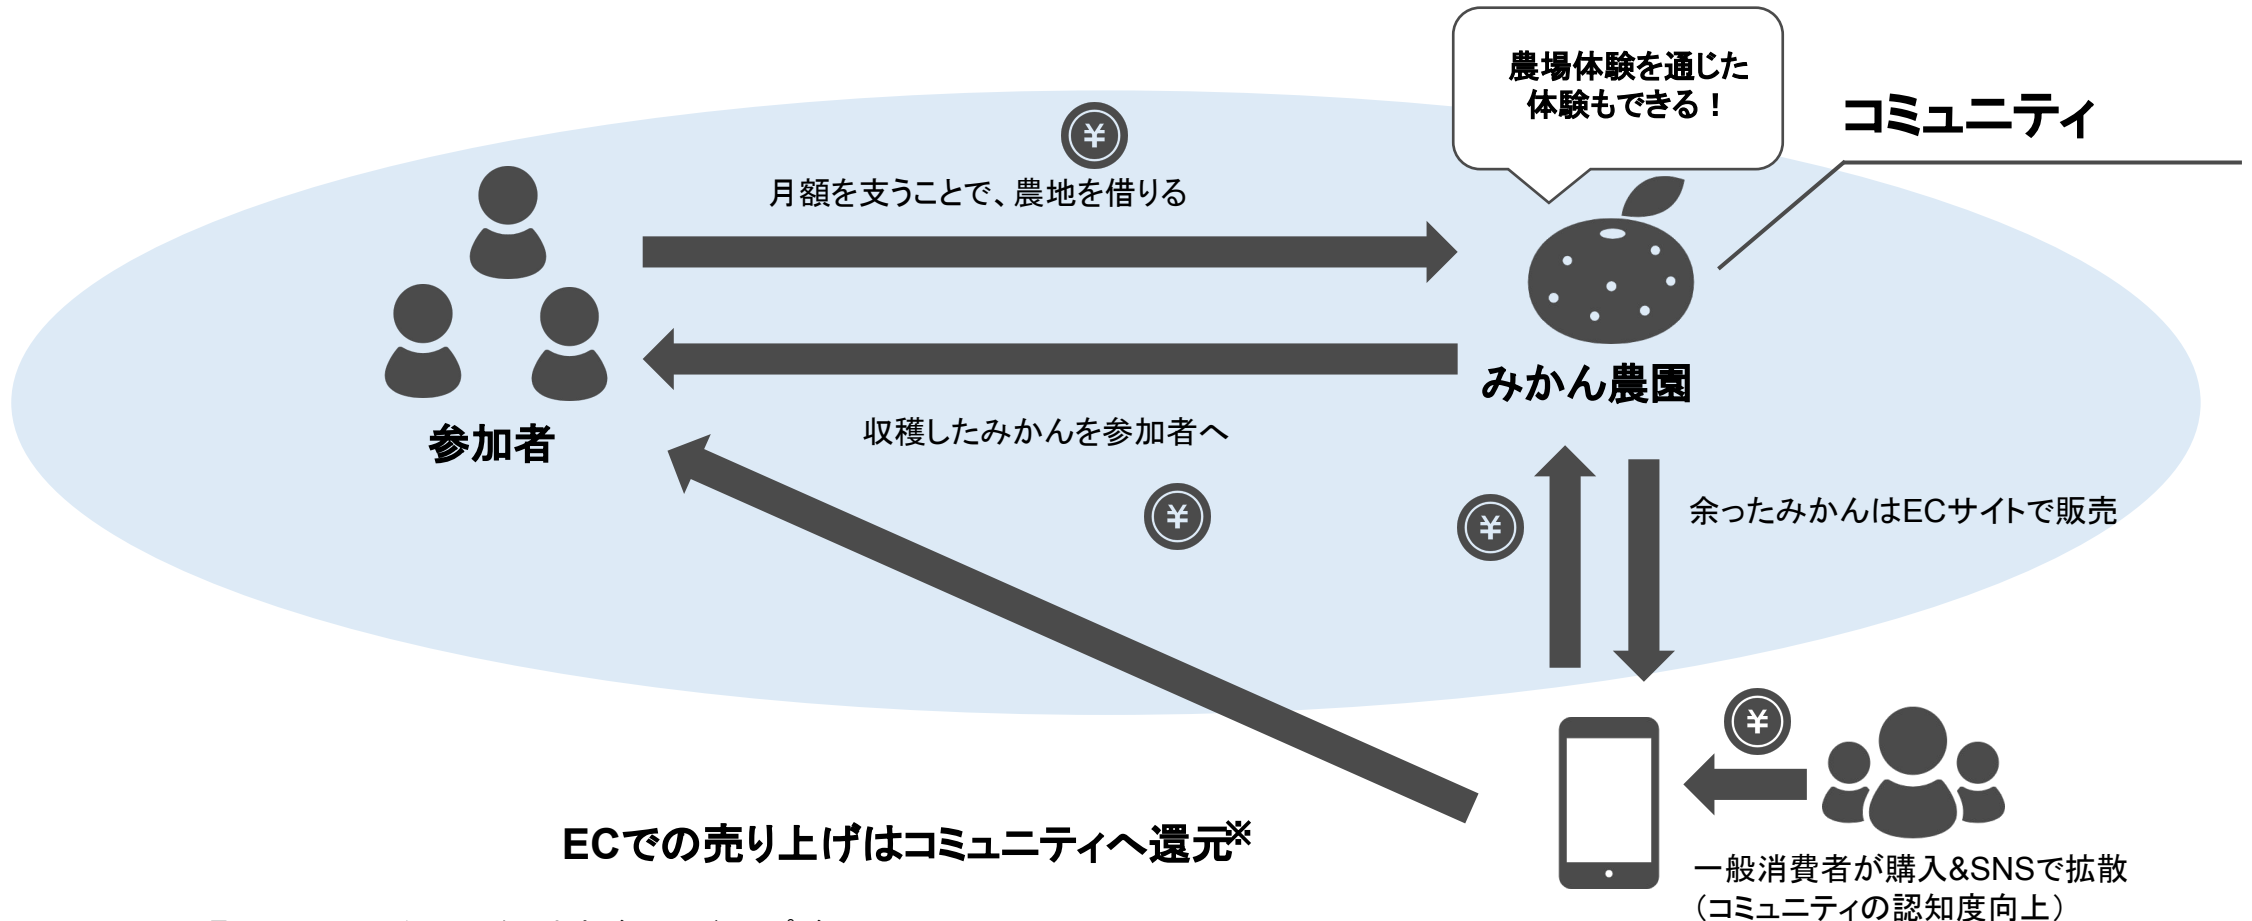 農場体験を通じた
体験もできる！
コミュニティ
¥
月額を支うことで、農地を借りる
みかん農園
参加者
収穫したみかんを参加者へ
¥
¥
余ったみかんはECサイトで販売
¥
ECでの売り上げはコミュニティへ還元※
一般消費者が購入&SNSで拡散
（コミュニティの認知度向上）